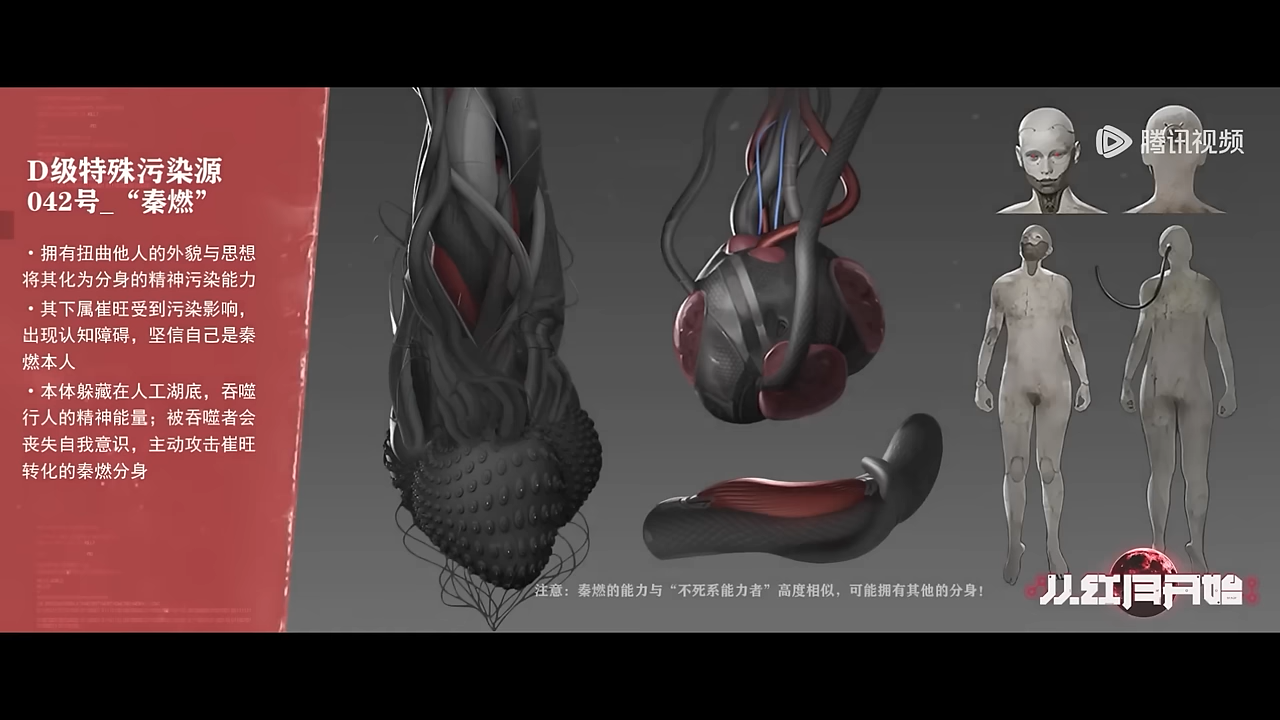 D级特殊污染源
042号_“秦燃”
·拥有扭曲他人的外貌与思想
将其化为分身的精神污染能力
·其下属崔旺受到污染影响，
出现认知障碍，坚信自己是秦
燃本人
·本体躲藏在人工湖底，吞噬
行人的精神能量；被吞噬者会
丧失自我意识，主动攻击崔旺
转化的秦燃分身
注意：秦燃的能力与“不死系能力者”高度相似，可能拥有其他的分身！
腾讯视频
从红月开始